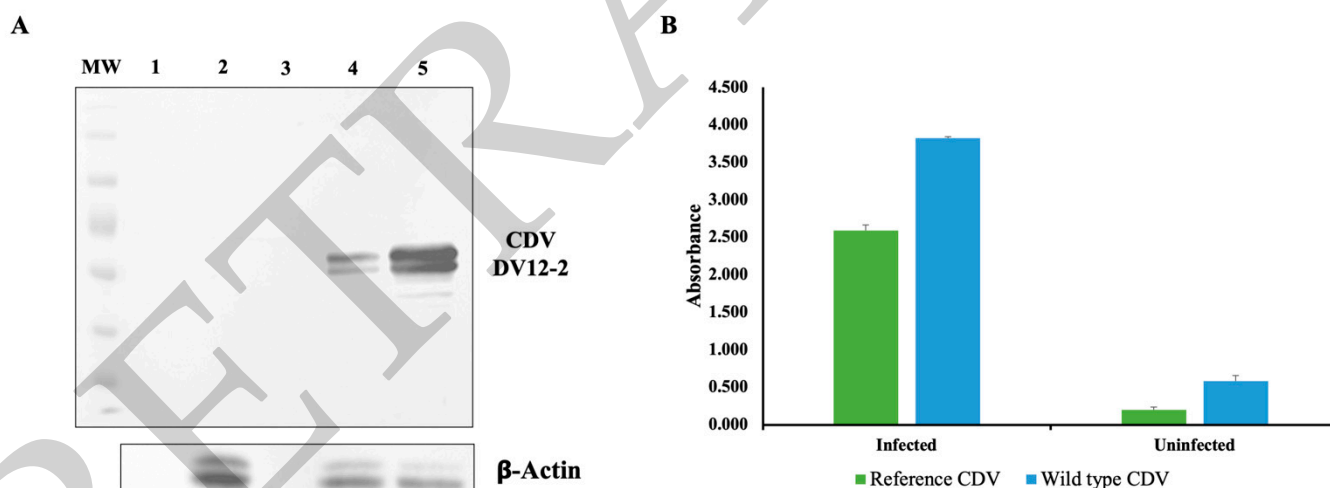 A
MW 1 2 3 4 5
CDV
DV12-2
β-Actin
B
Absorbance
4.500
4.000
3.500
3.000
2.500
2.000
1.500
1.000
0.500
0.000
Infected Uninfected
Reference CDV Wild type CDV